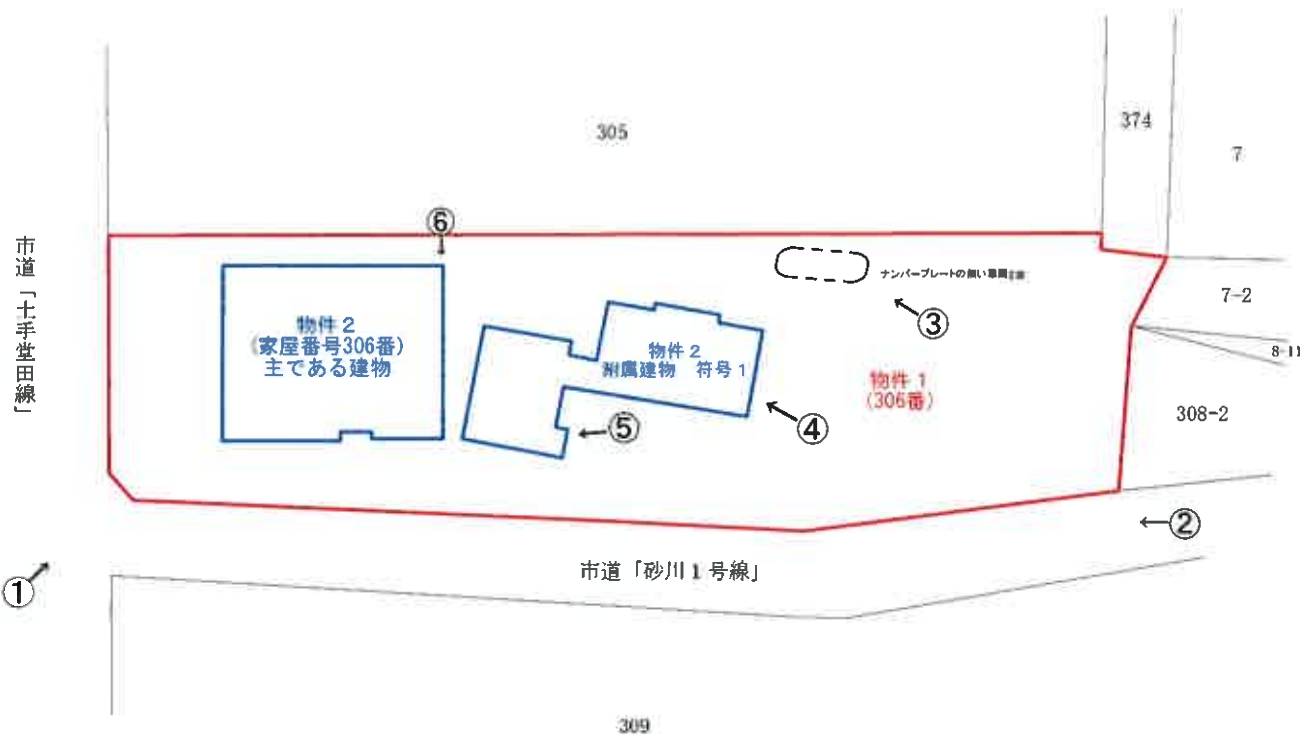 374
305
7
⑥
市道「土手堂田線」
ナンバープレートの無い車両
7-2
③
物件2
(家屋番号306番)
主である建物
物件2
附属建物 符号1
8-11
物件1
(306番)
308-2
④
⑤
②
市道「砂川1号線」
①
309